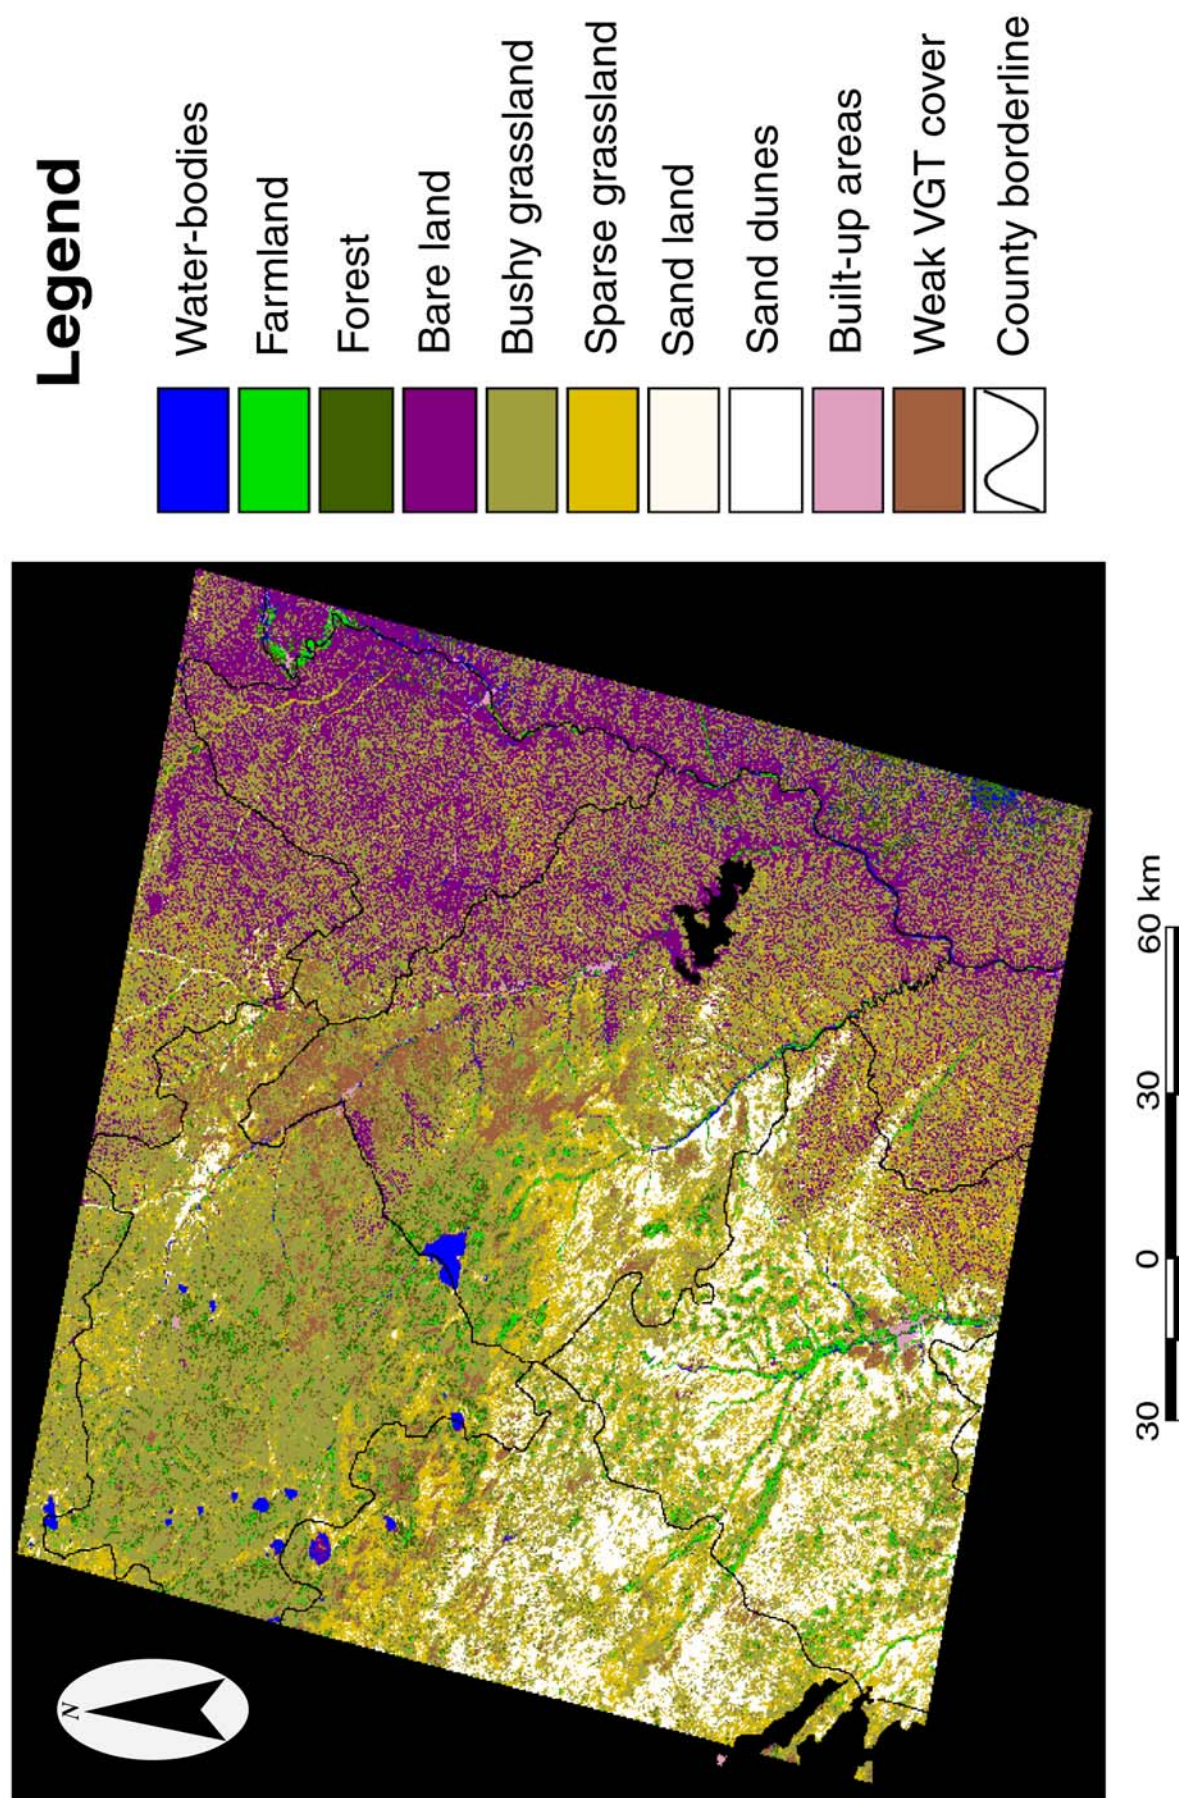 Legend
Water-bodies
Farmland
Forest
Bare land
Bushy grassland
Sparse grassland
Sand land
Sand dunes
Built-up areas
Weak VGT cover
County borderline
N
30 0 30 60 km